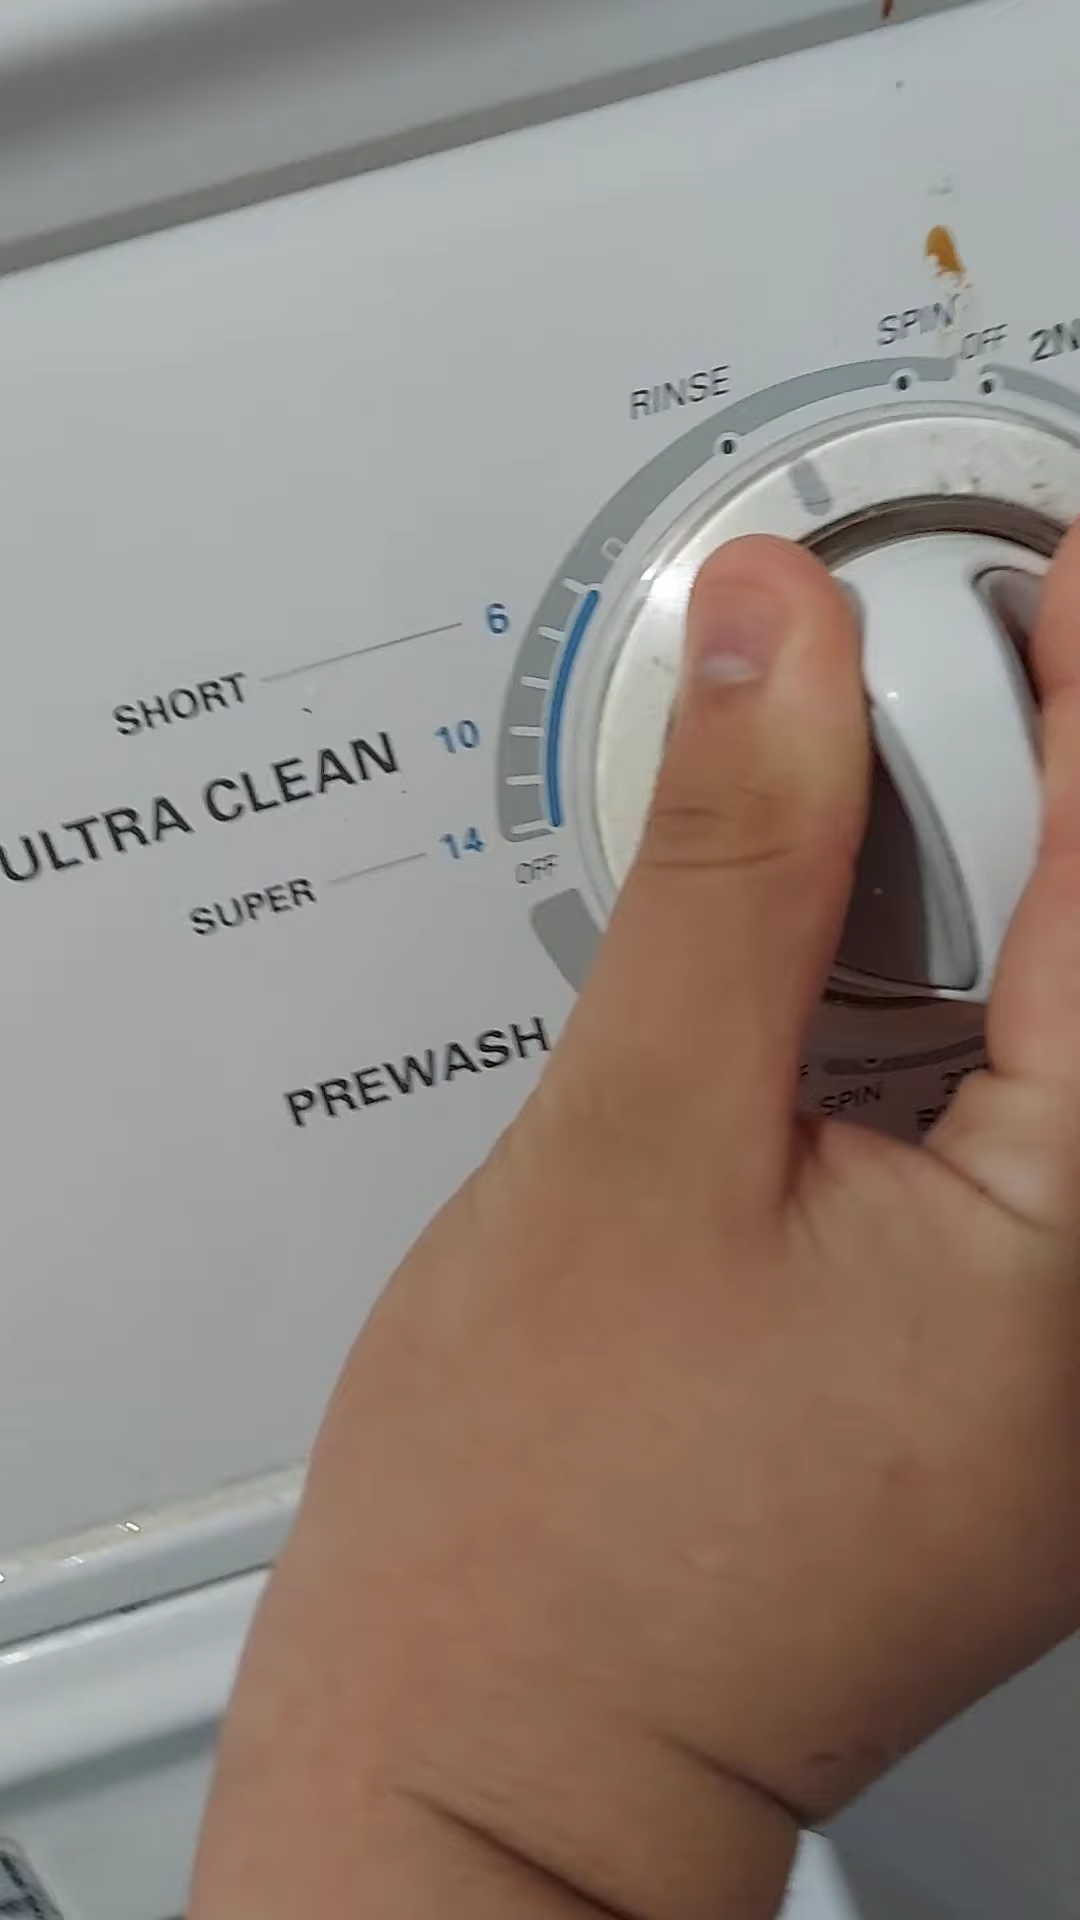 SPIN
OFF
RINSE
6
SHORT
10
ULTRA CLEAN
14
SUPER
OFF
PREWASH
SPIN